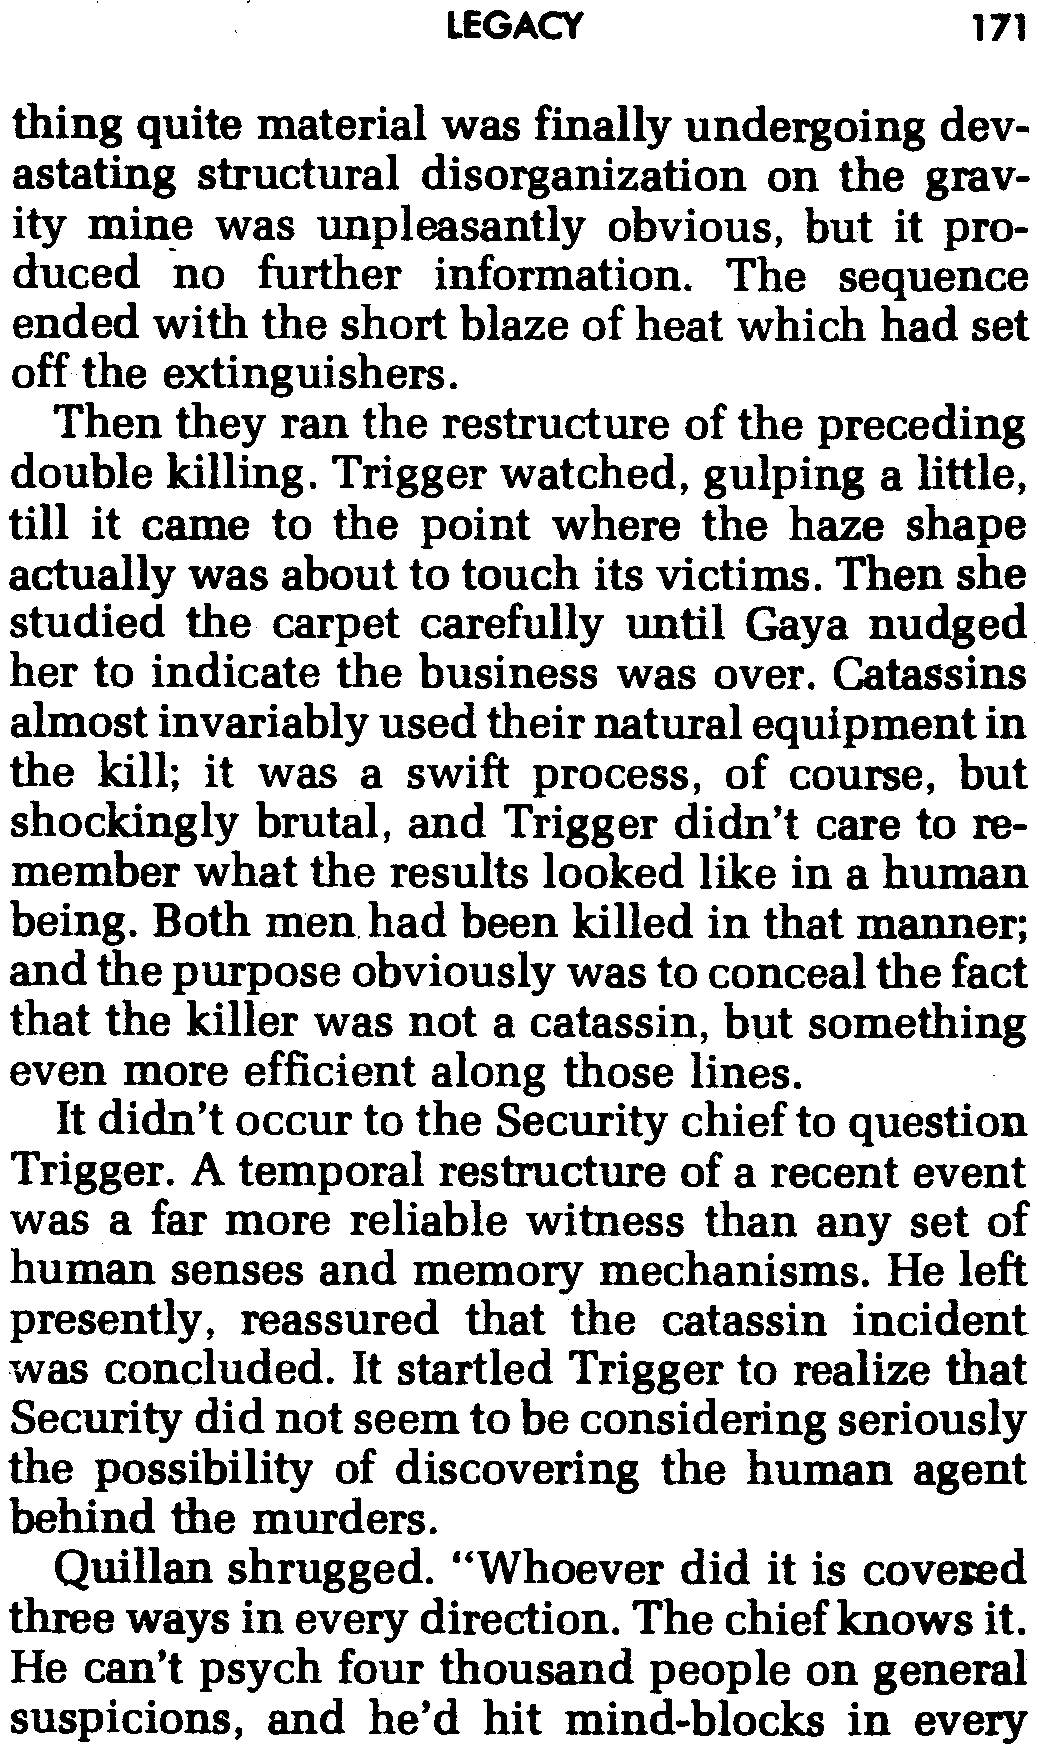 LEGACY 171
thing quite material was finally undergoing dev-
astating structural disorganization on the grav-
ity mine was unpleasantly obvious, but it pro-
duced no further information. The sequence
ended with the short blaze of heat which had set
off the extinguishers.
Then they ran the restructure of the preceding
double killing. Trigger watched, gulping a little,
till it came to the point where the haze shape
actually was about to touch its victims. Then she
studied the carpet carefully until Gaya nudged
her to indicate the business was over. Catassins
almost invariably used their natural equipment in
the kill; it was a swift process, of course, but
shockingly brutal, and Trigger didn't care to re-
member what the results looked like in a human
being. Both men had been killed in that manner;
and the purpose obviously was to conceal the fact
that the killer was not a catassin, but something
even more efficient along those lines.
It didn't occur to the Security chief to question
Trigger. A temporal restructure of a recent event
was a far more reliable witness than any set of
human senses and memory mechanisms. He left
presently, reassured that the catassin incident
was concluded. It startled Trigger to realize that
Security did not seem to be considering seriously
the possibility of discovering the human agent
behind the murders.
Quillan shrugged. "Whoever did it is covered
three ways in every direction. The chief knows it.
He can't psych four thousand people on general
suspicions, and he'd hit mind-blocks in every